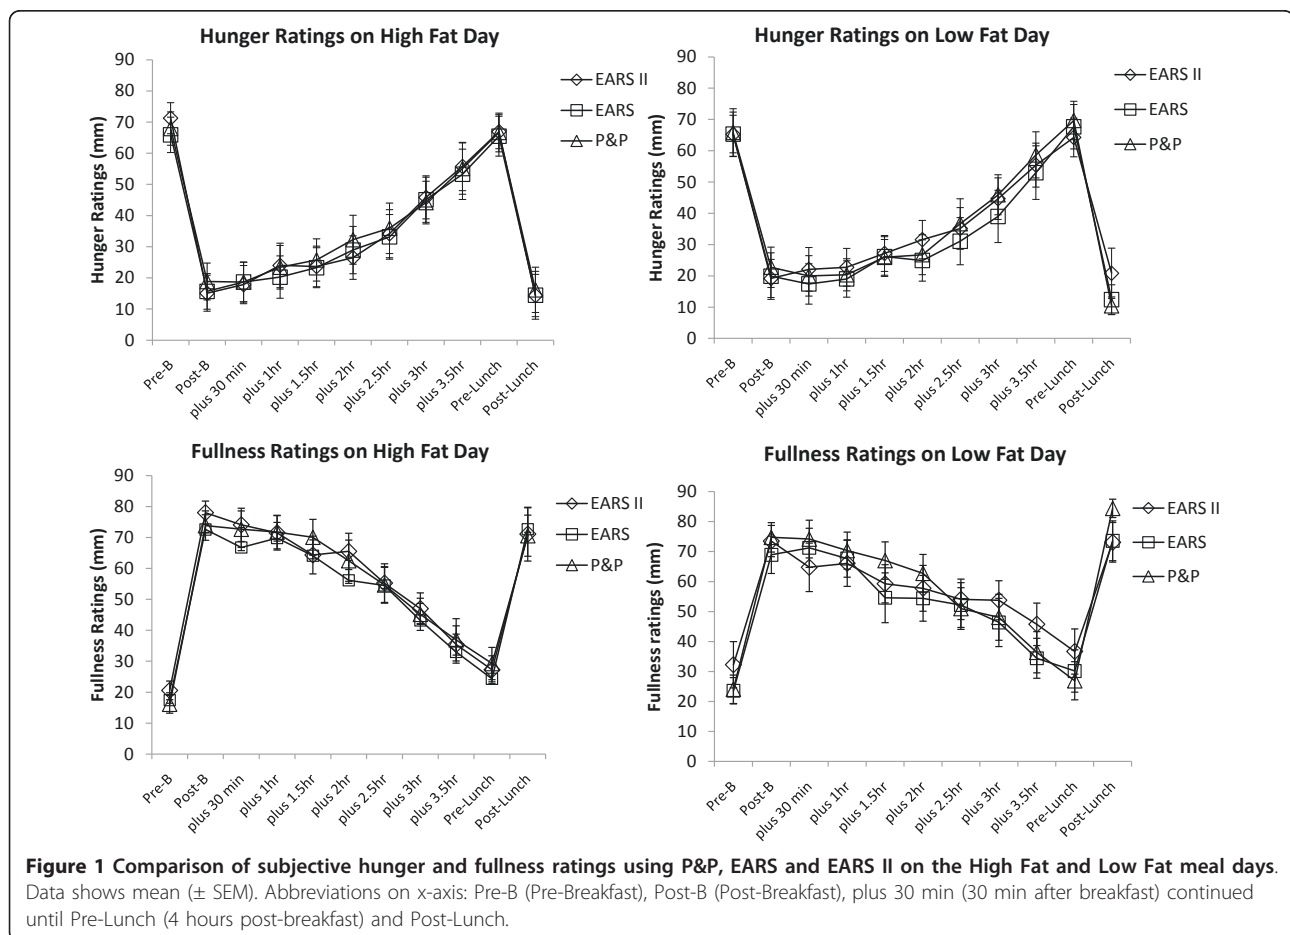 Hunger Ratings on High Fat Day
90
80
70
60
50
40
30
20
10
0
Hunger Ratings (mm)
EARS II
EARS
P&P
Pre-B
Post-B
plus 30 min
plus 1hr
plus 1.5hr
plus 2hr
plus 2.5hr
plus 3hr
plus 3.5hr
Pre-Lunch
Post-Lunch
Hunger Ratings on Low Fat Day
90
80
70
60
50
40
30
20
10
0
Hunger Ratings (mm)
EARS II
EARS
P&P
Pre-B
Post-B
plus 30 min
plus 1hr
plus 1.5hr
plus 2hr
plus 2.5hr
plus 3hr
plus 3.5hr
Pre-Lunch
Post-Lunch
Fullness Ratings on High Fat Day
90
80
70
60
50
40
30
20
10
0
Fullness Ratings (mm)
EARS II
EARS
P&P
Pre-B
Post-B
plus 30 min
plus 1hr
plus 1.5hr
plus 2hr
plus 2.5hr
plus 3hr
plus 3.5hr
Pre-Lunch
Post-Lunch
Fullness Ratings on Low Fat Day
90
80
70
60
50
40
30
20
10
0
Fullness ratings (mm)
EARS II
EARS
P&P
Pre-B
Post-B
plus 30 min
plus 1hr
plus 1.5hr
plus 2hr
plus 2.5hr
plus 3hr
plus 3.5hr
Pre-Lunch
Post-Lunch
Figure 1 Comparison of subjective hunger and fullness ratings using P&P, EARS and EARS II on the High Fat and Low Fat meal days.
Data shows mean (± SEM). Abbreviations on x-axis: Pre-B (Pre-Breakfast), Post-B (Post-Breakfast), plus 30 min (30 min after breakfast) continued
until Pre-Lunch (4 hours post-breakfast) and Post-Lunch.